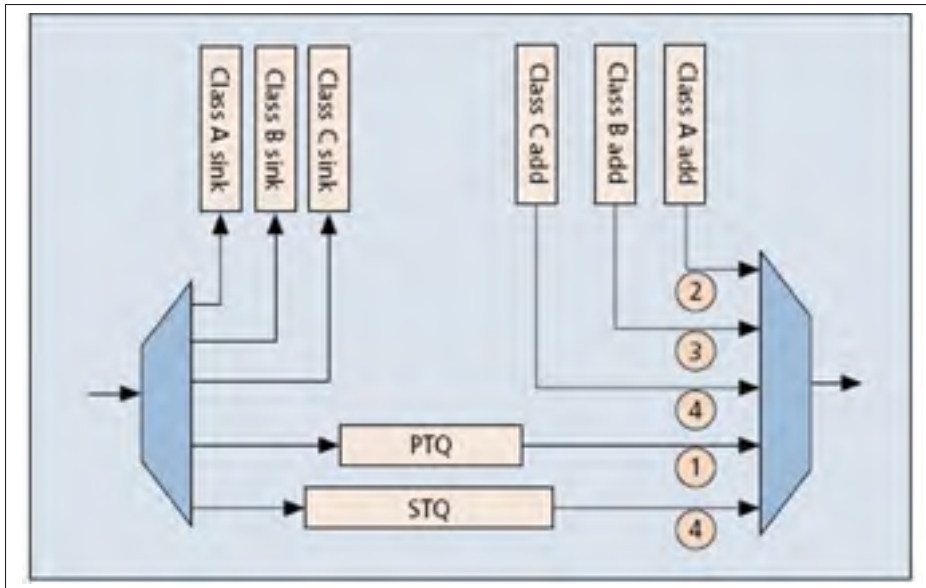 Class A sink
Class B sink
Class C sink
Class C add
Class B add
Class A add
2
3
4
PTQ
1
STQ
4